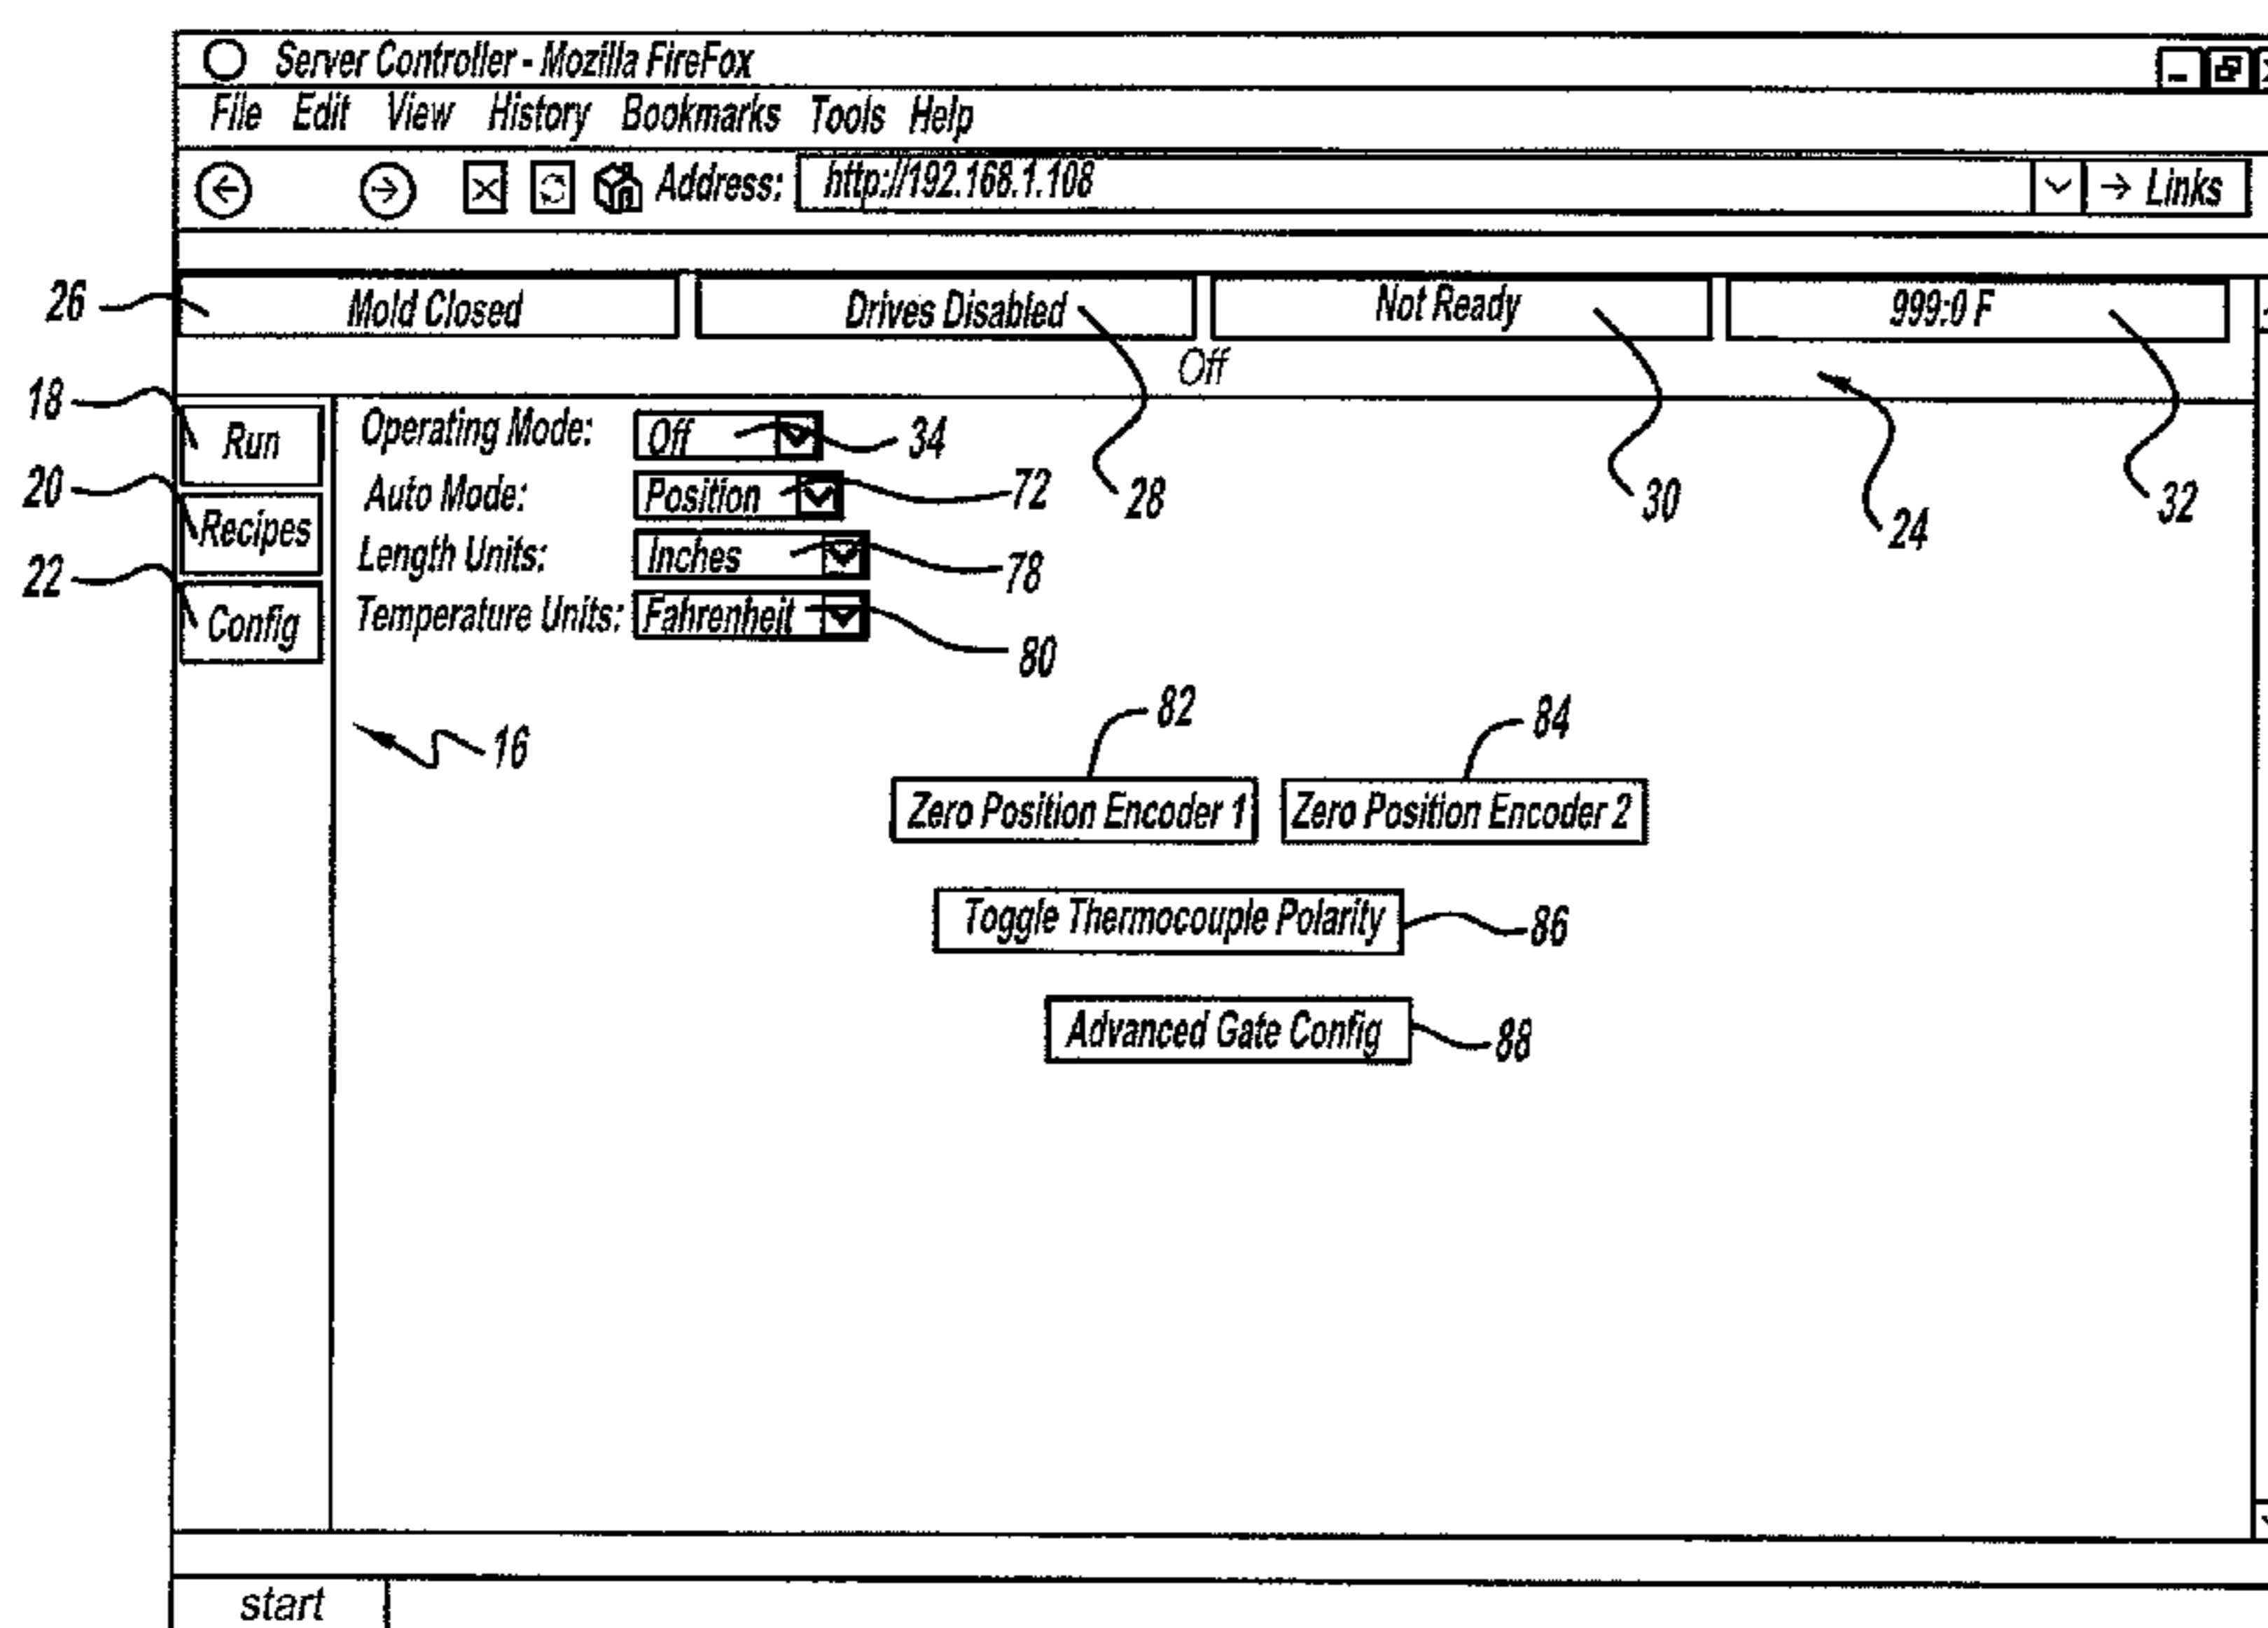 Server Controller - Mozilla FireFox
File Edit View History Bookmarks Tools Help
Address: http://192.168.1.108 Links
26 Mold Closed Drives Disabled Not Ready 999:0 F
Off
18 Run Operating Mode: Off 34
20 Recipes Auto Mode: Position 72 28 30 24 32
22 Config Length Units: Inches 78
Temperature Units: Fahrenheit 80
16 82 84
Zero Position Encoder 1 Zero Position Encoder 2
Toggle Thermocouple Polarity 86
Advanced Gate Config 88
start